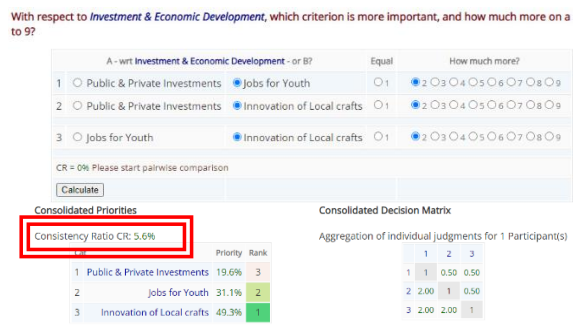 With respect to Investment & Economic Development, which criterion is more important, and how much more on a
to 9?
A - wrt Investment & Economic Development - or B? Equal How much more?
1 Public & Private Investments Jobs for Youth 1 2 3 4 5 6 7 8 9
2 Public & Private Investments Innovation of Local crafts 1 2 3 4 5 6 7 8 9
3 Jobs for Youth Innovation of Local crafts 1 2 3 4 5 6 7 8 9
CR = 0% Please start pairwise comparison
Calculate
Consolidated Priorities
Consistency Ratio CR: 5.6%
Priority Rank
1 Public & Private Investments 19.6% 3
2 Jobs for Youth 31.1% 2
3 Innovation of Local crafts 49.3% 1
Consolidated Decision Matrix
Aggregation of individual judgments for 1 Participant(s)
1 2 3
1 1 0.50 0.50
2 2.00 1 0.50
3 2.00 2.00 1